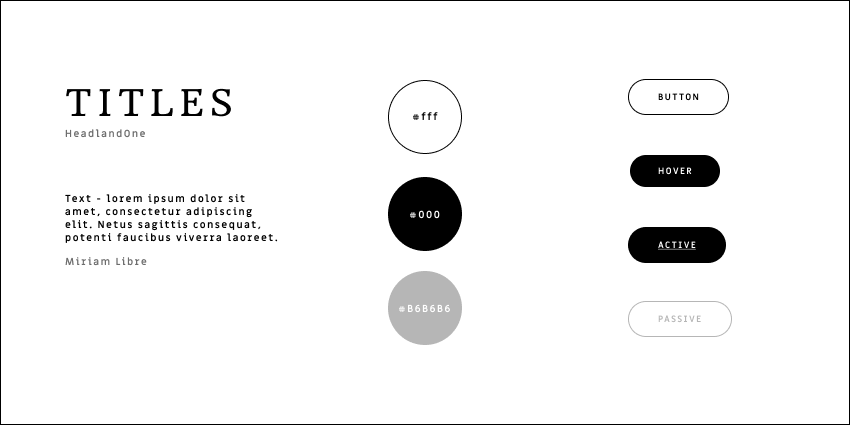 TITLES
HeadlandOne
Text - lorem ipsum dolor sit
amet, consectetur adipiscing
elit. Netus sagittis consequat,
potenti faucibus viverra laoreet.
Miriam Libre
#fff
#000
#B6B6B6
BUTTON
HOVER
ACTIVE
PASSIVE